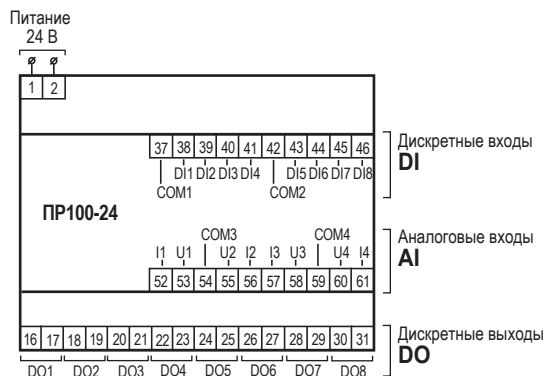 Питание
24 В
1 2
37 38 39 40 41 42 43 44 45 46
DI1 DI2 DI3 DI4 DI5 DI6 DI7 DI8
COM1 COM2
Дискретные входы
DI
ПР100-24
COM3 COM4
I1 U1 U2 I2 I3 U3 U4 I4
52 53 54 55 56 57 58 59 60 61
Аналоговые входы
AI
16 17 18 19 20 21 22 23 24 25 26 27 28 29 30 31
DO1 DO2 DO3 DO4 DO5 DO6 DO7 DO8
Дискретные выходы
DO